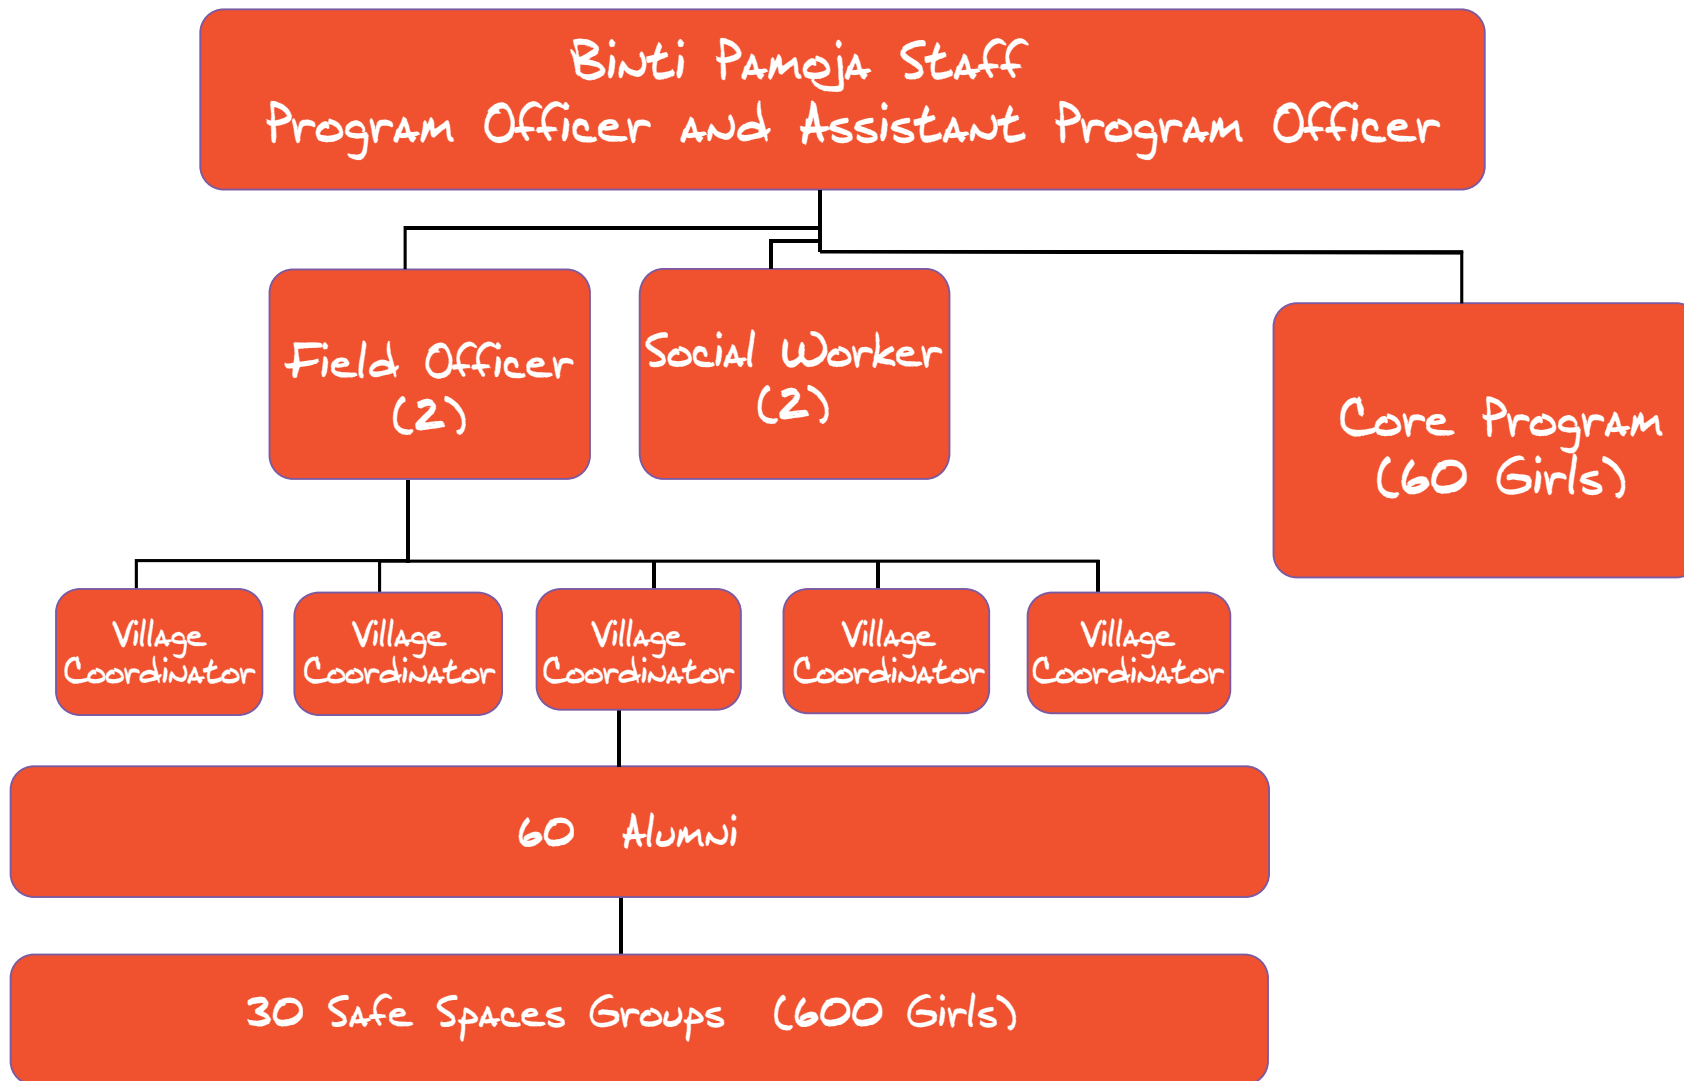 Binti Pamoja Staff
Program Officer and Assistant Program Officer
Field Officer
(2)
Social Worker
(2)
Core Program
(60 Girls)
Village
Coordinator
Village
Coordinator
Village
Coordinator
Village
Coordinator
Village
Coordinator
60 Alumni
30 Safe Spaces Groups (600 Girls)